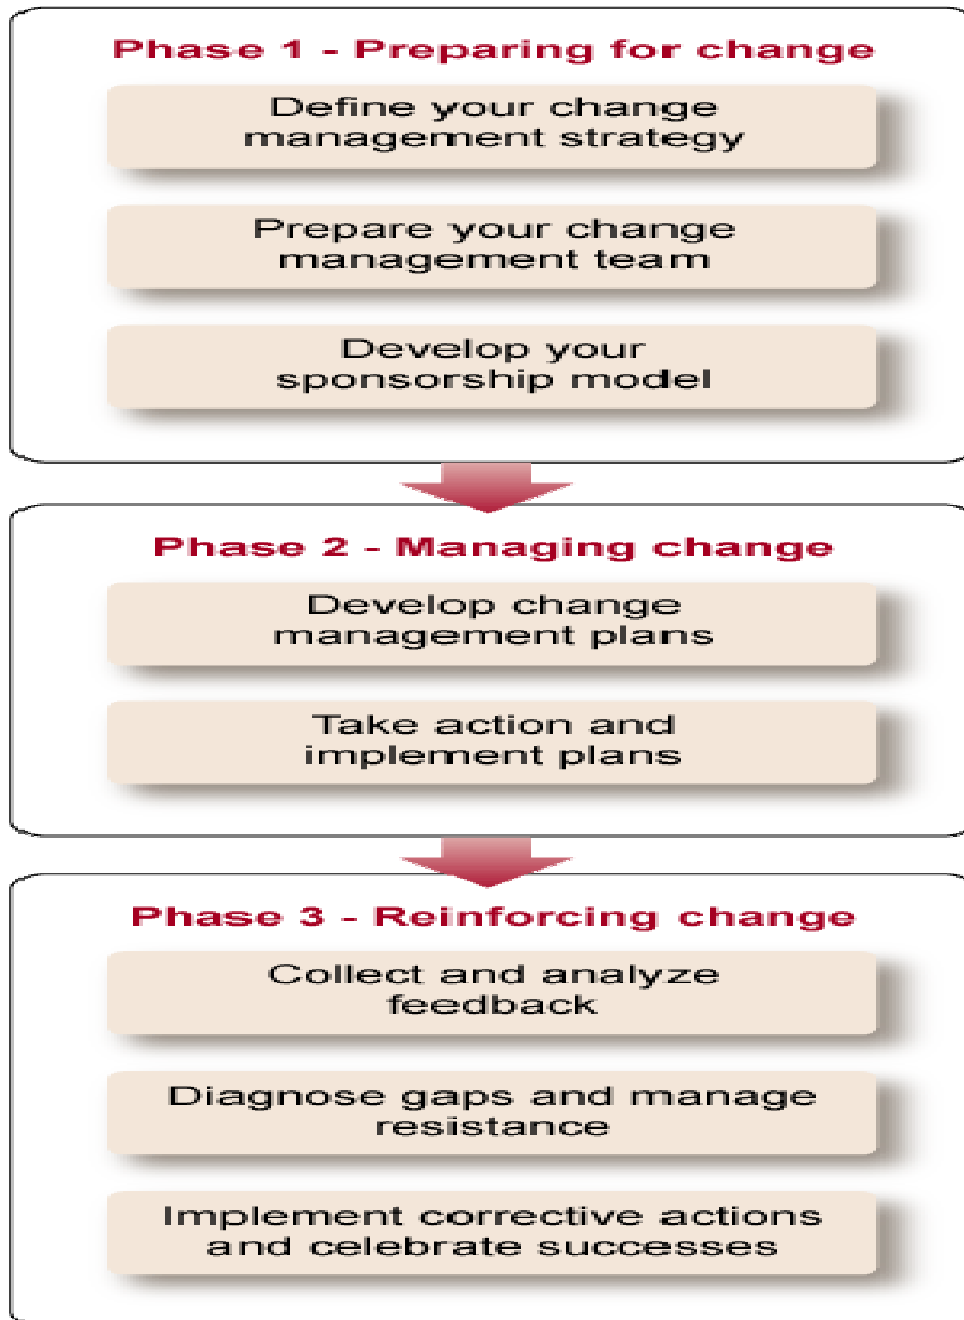 Phase 1 - Preparing for change
Define your change
management strategy
Prepare your change
management team
Develop your
sponsorship model
Phase 2 - Managing change
Develop change
management plans
Take action and
implement plans
Phase 3 - Reinforcing change
Collect and analyze
feedback
Diagnose gaps and manage
resistance
Implement corrective actions
and celebrate successes